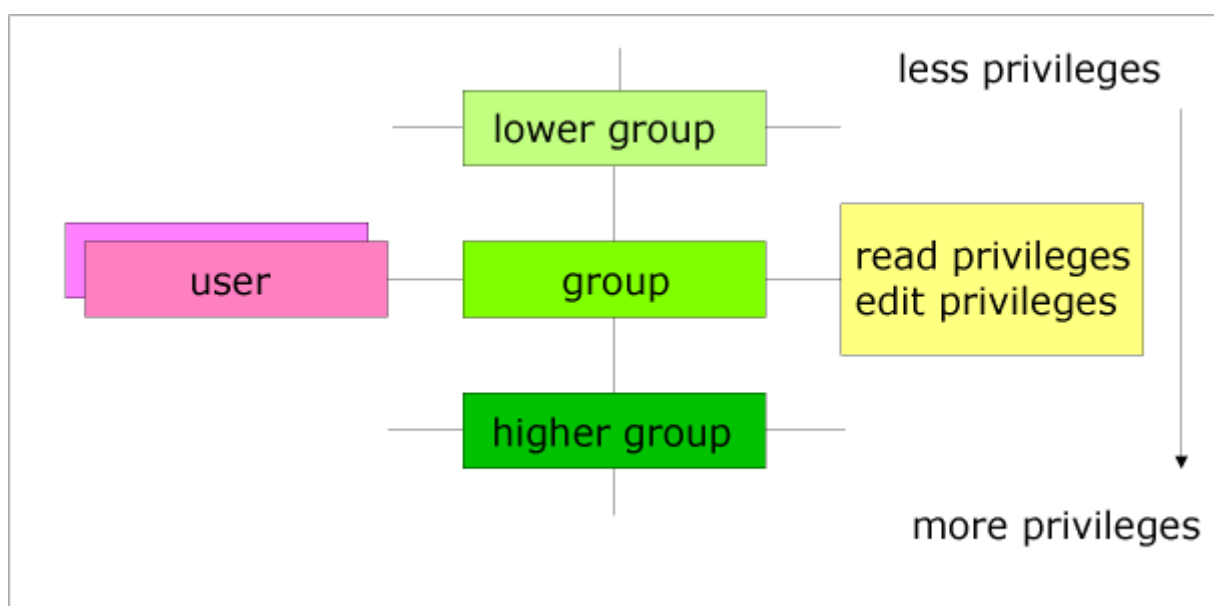 less privileges
lower group
user
group
read privileges
edit privileges
higher group
more privileges